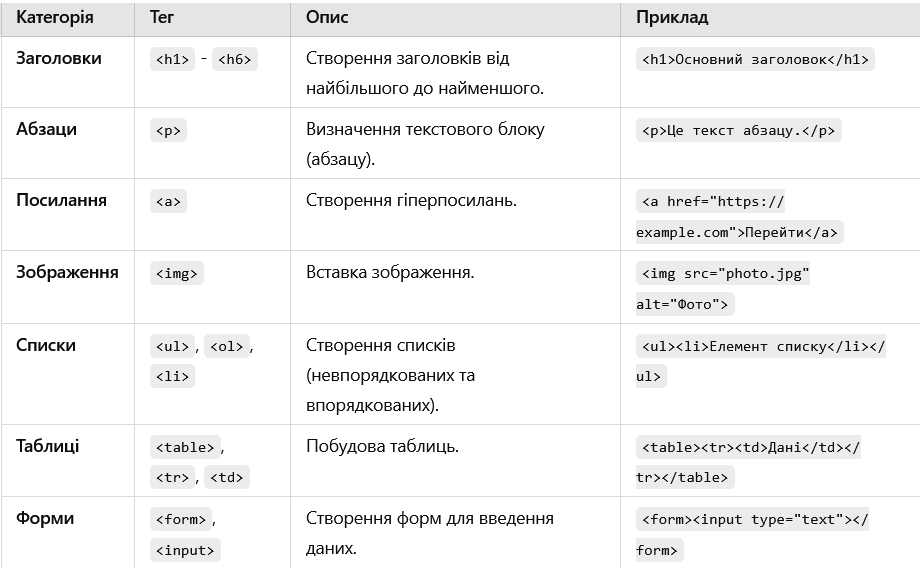 Категорія Тег Опис Приклад
Заголовки <h1> - <h6> Створення заголовків від <h1>Основний заголовок</h1>
найбільшого до найменшого.
Абзаци <p> Визначення текстового блоку <p>Це текст абзацу.</p>
(абзацу).
Посилання <a> Створення гіперпосилань. <a href="https://
example.com">Перейти</a>
Зображення <img> Вставка зображення. <img src="photo.jpg"
alt="Фото">
Списки <ul>, <ol>, Створення списків <ul><li>Елемент списку</li></
<li> (невпорядкованих та ul>
впорядкованих).
Таблиці <table>, Побудова таблиць. <table><tr><td>Дані</td></
<tr>, <td> tr></table>
Форми <form>, Створення форм для введення <form><input type="text"></
<input> даних. form>